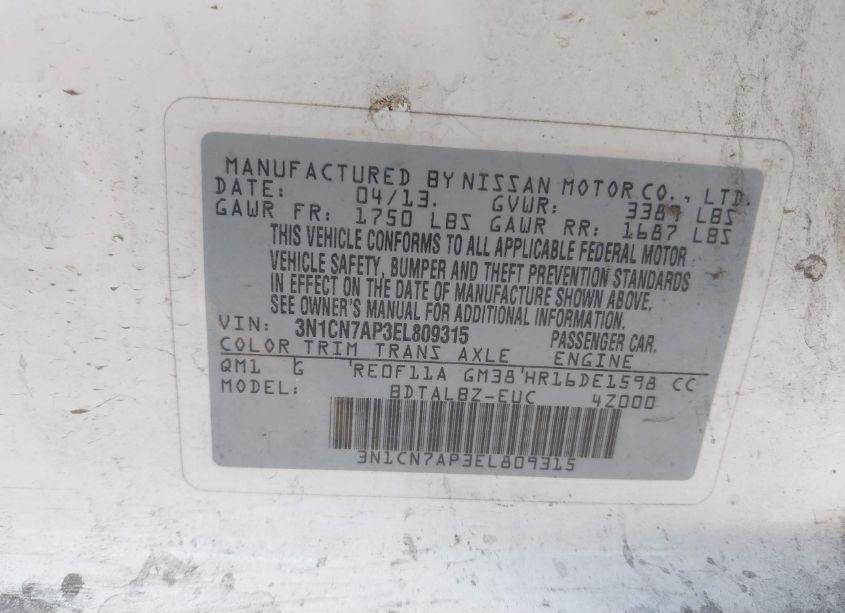 MANUFACTURED BY NISSAN MOTOR CO., LTD.
DATE: 04/13. GVWR: 3389 LBS
GAWR FR: 1750 LBS GAWR RR: 1687 LBS
THIS VEHICLE CONFORMS TO ALL APPLICABLE FEDERAL MOTOR
VEHICLE SAFETY, BUMPER AND THEFT PREVENTION STANDARDS
IN EFFECT ON THE DATE OF MANUFACTURE SHOWN ABOVE.
SEE OWNER'S MANUAL FOR ADDITIONAL INFORMATION.
VIN: 3N1CN7AP3EL809315 PASSENGER CAR.
COLOR TRIM TRANS AXLE ENGINE
QM1 G RE0F11A GM38 HR16DE1598 CC
MODEL: BDTALBZ-EUC 4Z000
3N1CN7AP3EL809315